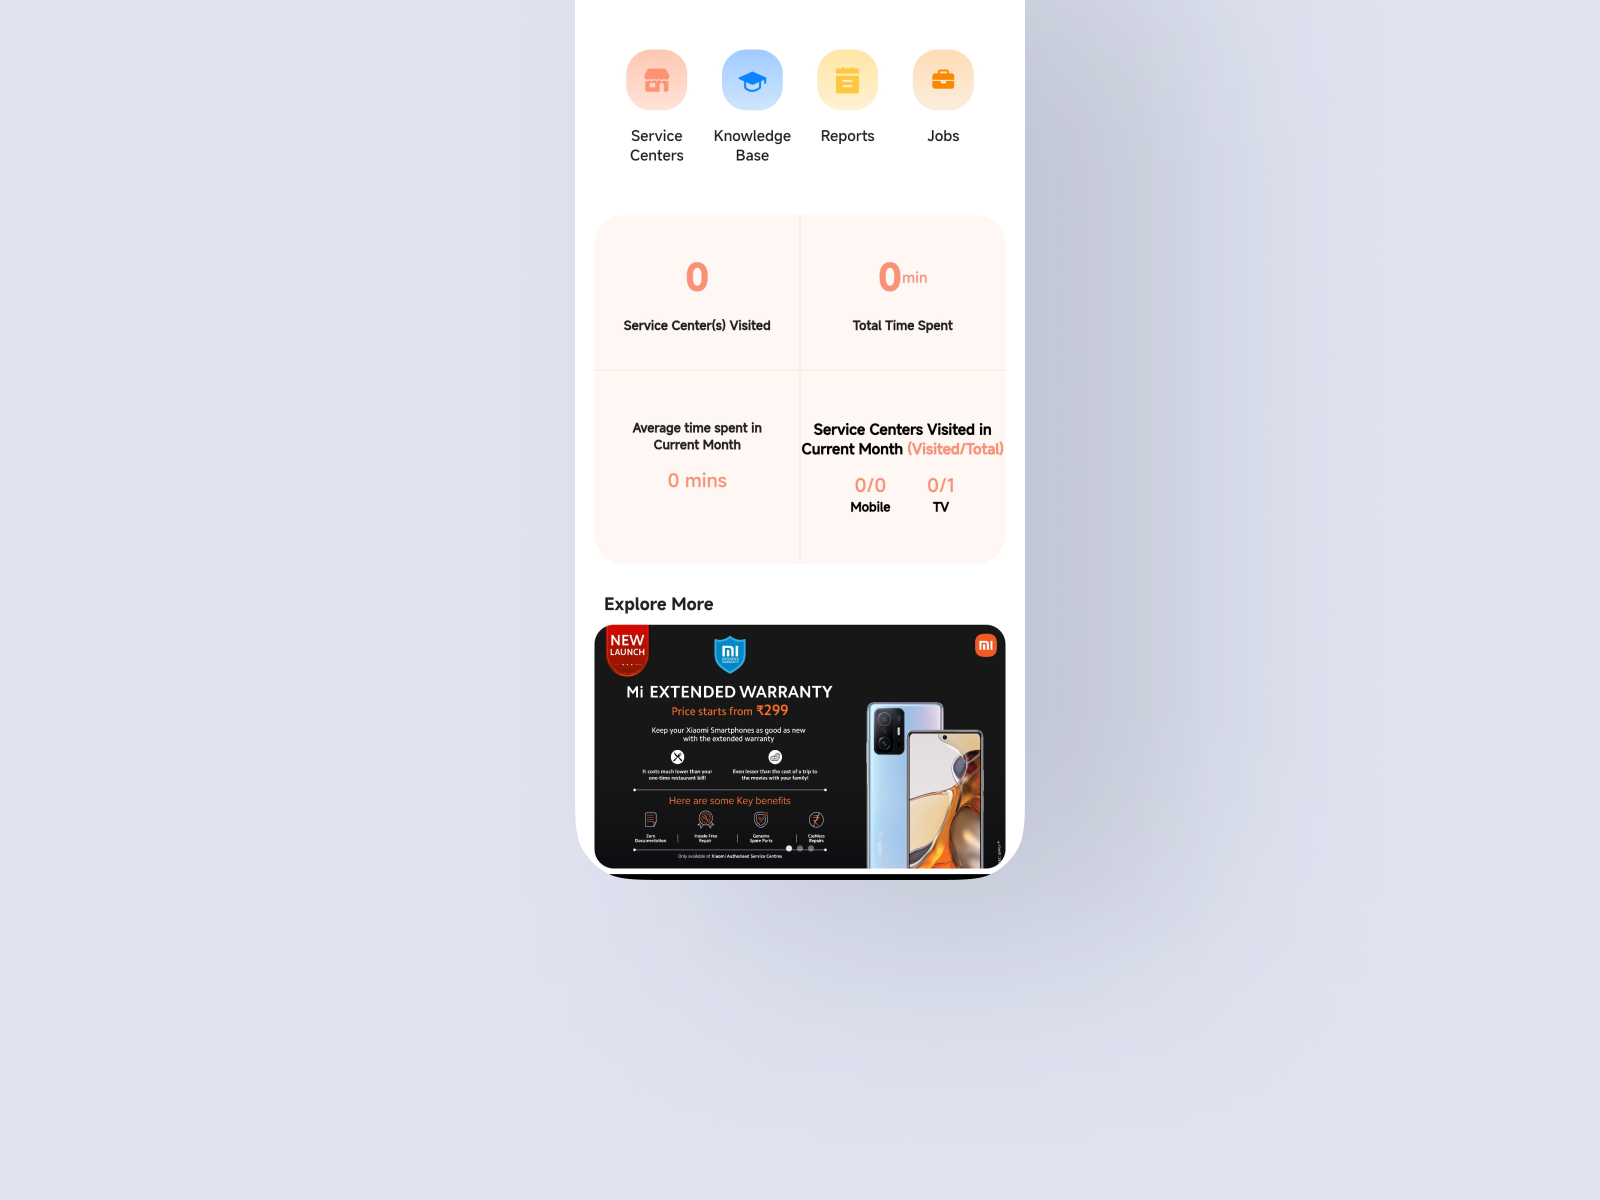 Service
Centers
Knowledge
Base
Reports
Jobs
0
Service Center(s) Visited
0min
Total Time Spent
Average time spent in
Current Month
0 mins
Service Centers Visited in
Current Month (Visited/Total)
0/0
Mobile
0/1
TV
Explore More
NEW
LAUNCH
mi
mi
Mi EXTENDED WARRANTY
Price starts from ₹299
Keep your Xiaomi Smartphones as good as new
with the extended warranty
It costs much lower than your
one-time restaurant bill!
Even lesser than the cost of a trip to
the movies with your family!
Here are some Key benefits
Zero
Documentation
Hassle-Free
Repair
Genuine
Spare Parts
Cashless
Repairs
Only available at Xiaomi Authorised Service Centres